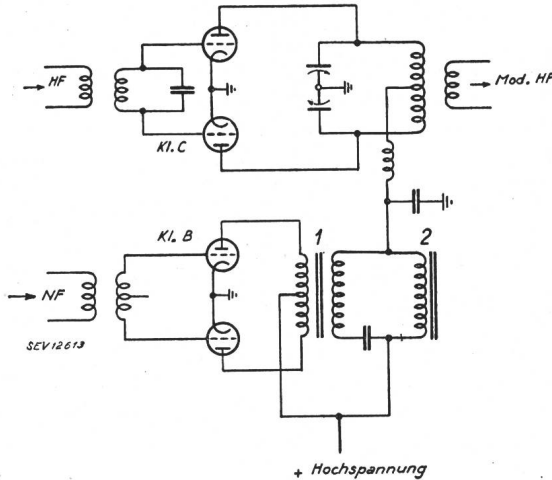 HF
Mod. HF
Kl. C
Kl. B
1
2
NF
SEV12613
+ Hochspannung